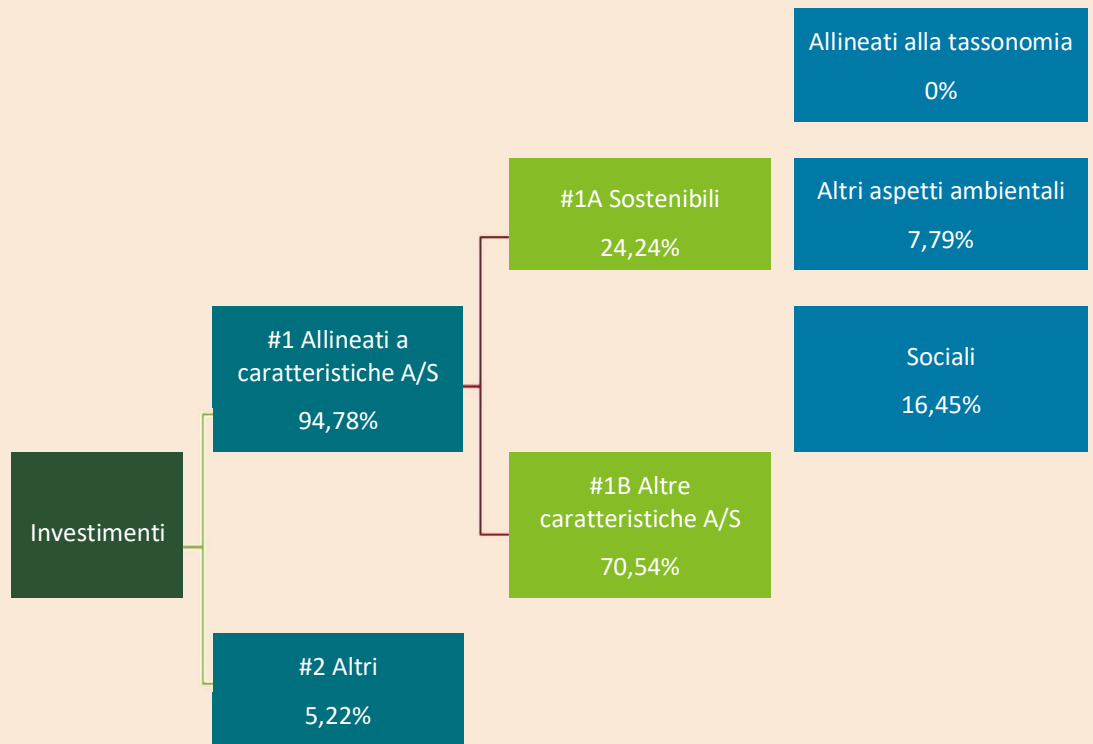 Investimenti
#1 Allineati a
caratteristiche A/S
94,78%
#2 Altri
5,22%
#1A Sostenibili
24,24%
#1B Altre
caratteristiche A/S
70,54%
Allineati alla tassonomia
0%
Altri aspetti ambientali
7,79%
Sociali
16,45%